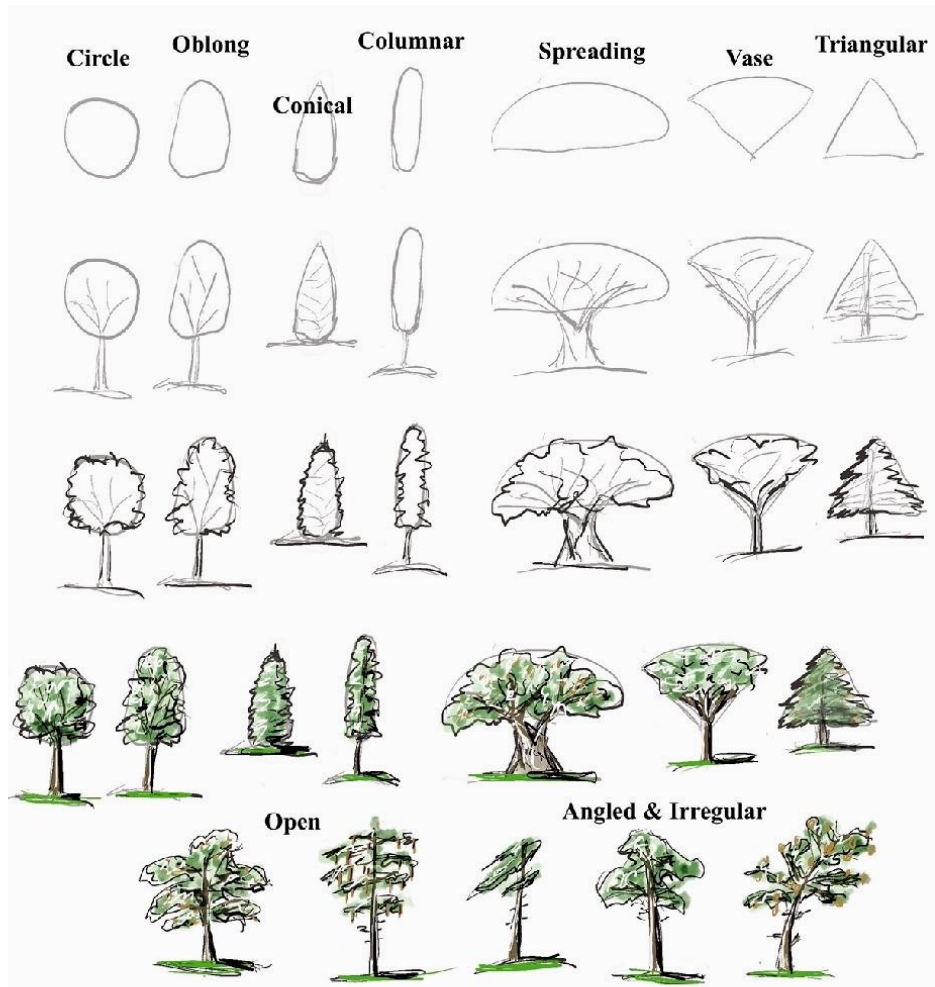 Circle
Oblong
Conical
Columnar
Spreading
Vase
Triangular
Open
Angled & Irregular